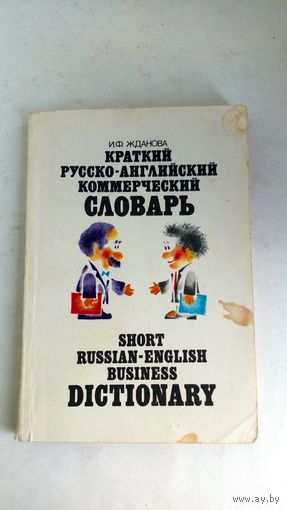 И.Ф. ЖДАНОВА
КРАТКИЙ
РУССКО-АНГЛИЙСКИЙ
КОММЕРЧЕСКИЙ
СЛОВАРЬ
SHORT
RUSSIAN-ENGLISH
BUSINESS
DICTIONARY
www.ay.by